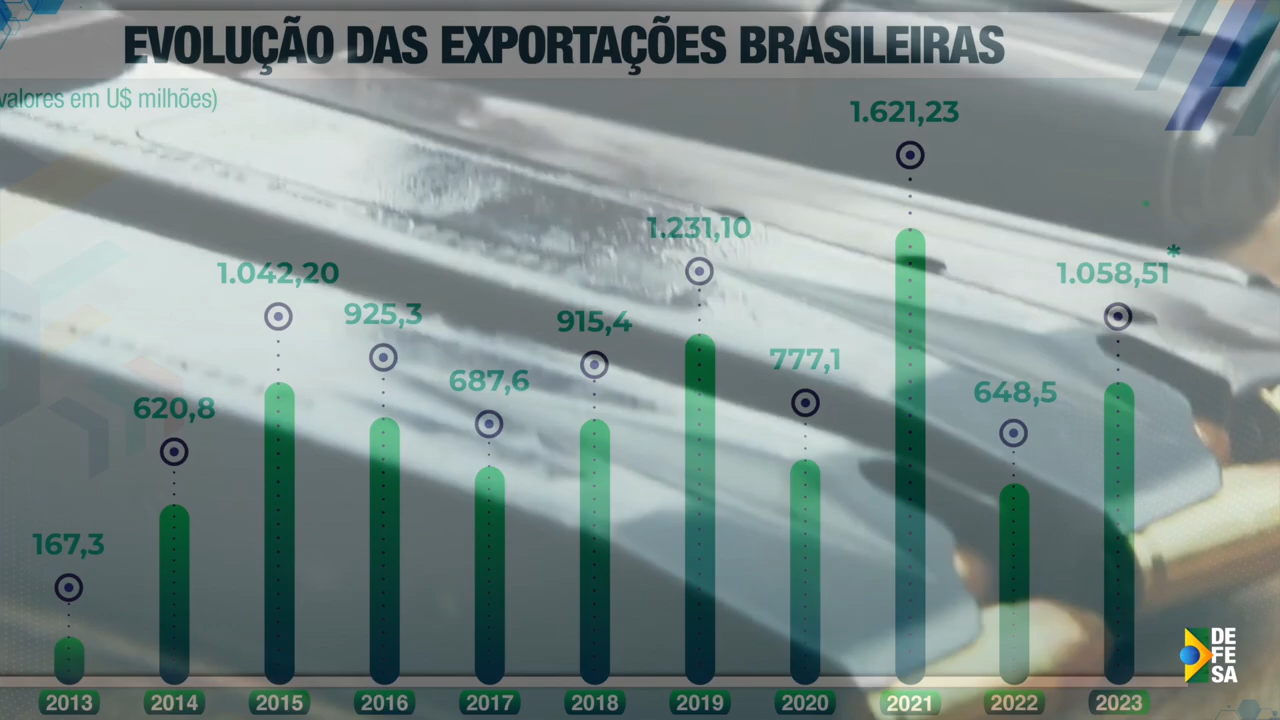 EVOLUÇÃO DAS EXPORTAÇÕES BRASILEIRAS
valores em U$ milhões)
1.621,23
1.231,10
1.042,20
1.058,51*
925,3
915,4
777,1
687,6
648,5
620,8
167,3
2013 2014 2015 2016 2017 2018 2019 2020 2021 2022 2023
DE
FE
SA